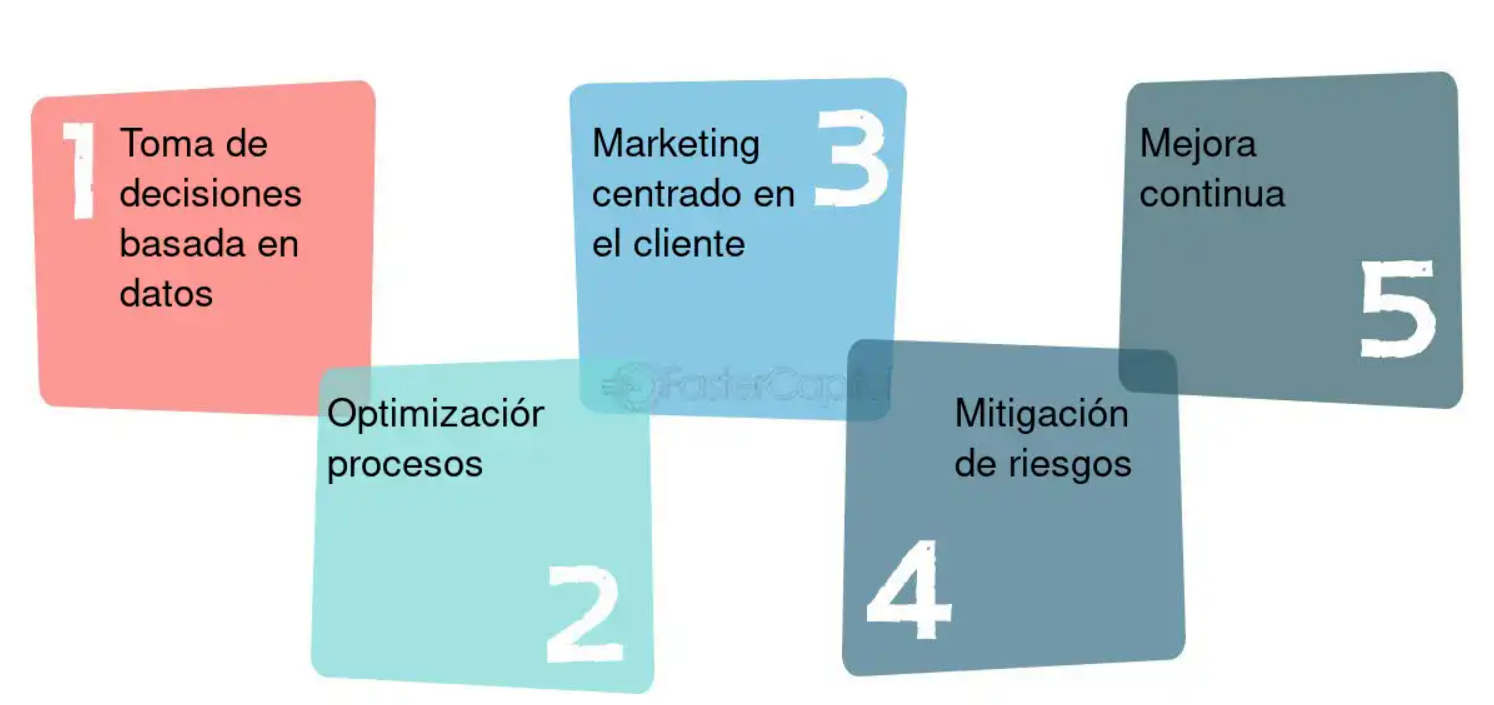 1
Toma de
decisiones
basada en
datos
Optimizaciór
procesos
2
Marketing
centrado en
el cliente
3
FasterCapital
Mitigación
de riesgos
4
Mejora
continua
5